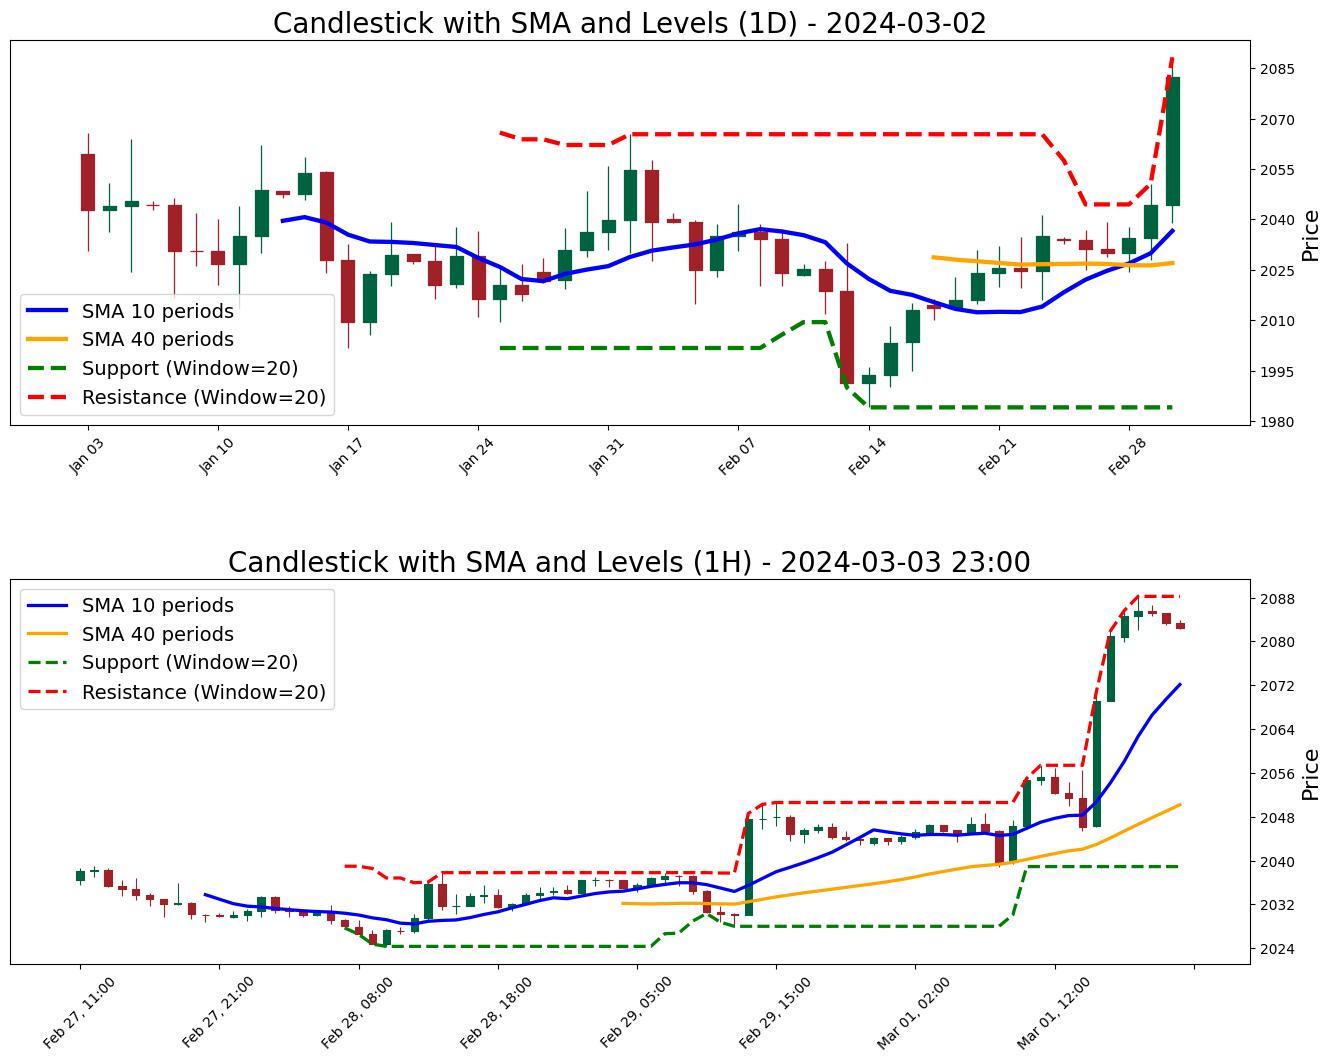 Candlestick with SMA and Levels (1D) - 2024-03-02
2085
2070
2055
2040
2025
2010
1995
1980
Price
SMA 10 periods
SMA 40 periods
Support (Window=20)
Resistance (Window=20)
Jan 03
Jan 10
Jan 17
Jan 24
Jan 31
Feb 07
Feb 14
Feb 21
Feb 28
Candlestick with SMA and Levels (1H) - 2024-03-03 23:00
SMA 10 periods
SMA 40 periods
Support (Window=20)
Resistance (Window=20)
2088
2080
2072
2064
2056
2048
2040
2032
2024
Price
Feb 27, 11:00
Feb 27, 21:00
Feb 28, 08:00
Feb 28, 18:00
Feb 29, 05:00
Feb 29, 15:00
Mar 01, 02:00
Mar 01, 12:00